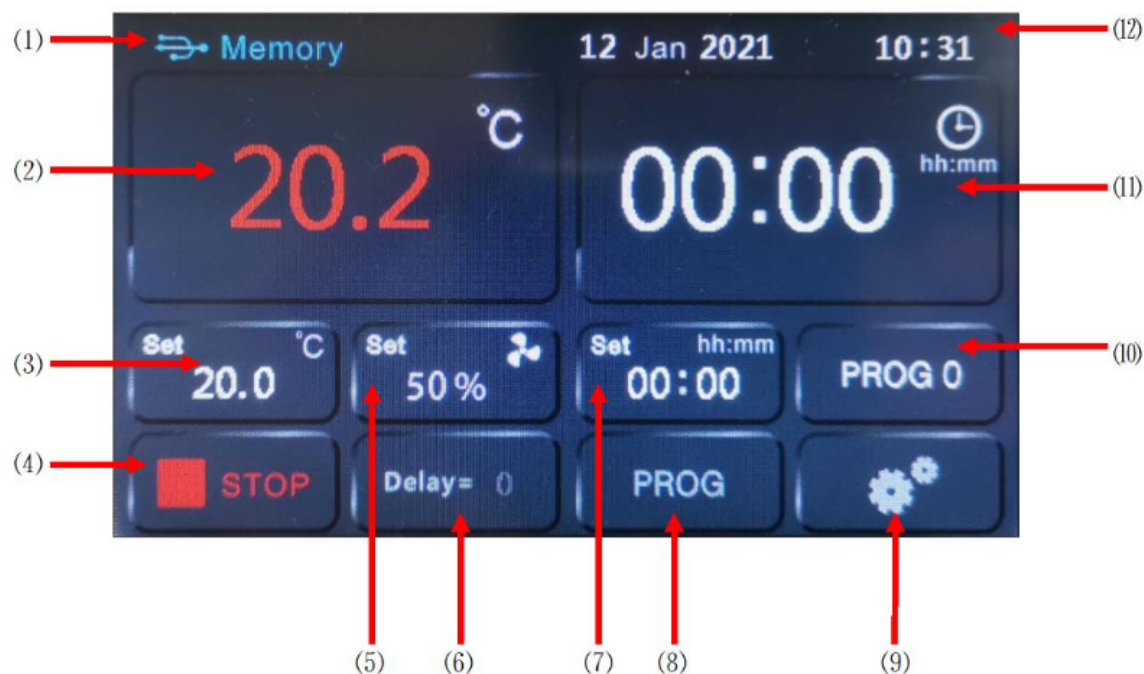 (1) Memory 12 Jan 2021 10:31 (12)
°C
(2) 20.2 00:00 hh:mm (11)
Set °C Set Set hh:mm
(3) 20.0 50% 00:00 PROG 0 (10)
(4) STOP Delay= 0 PROG
(5) (6) (7) (8) (9)